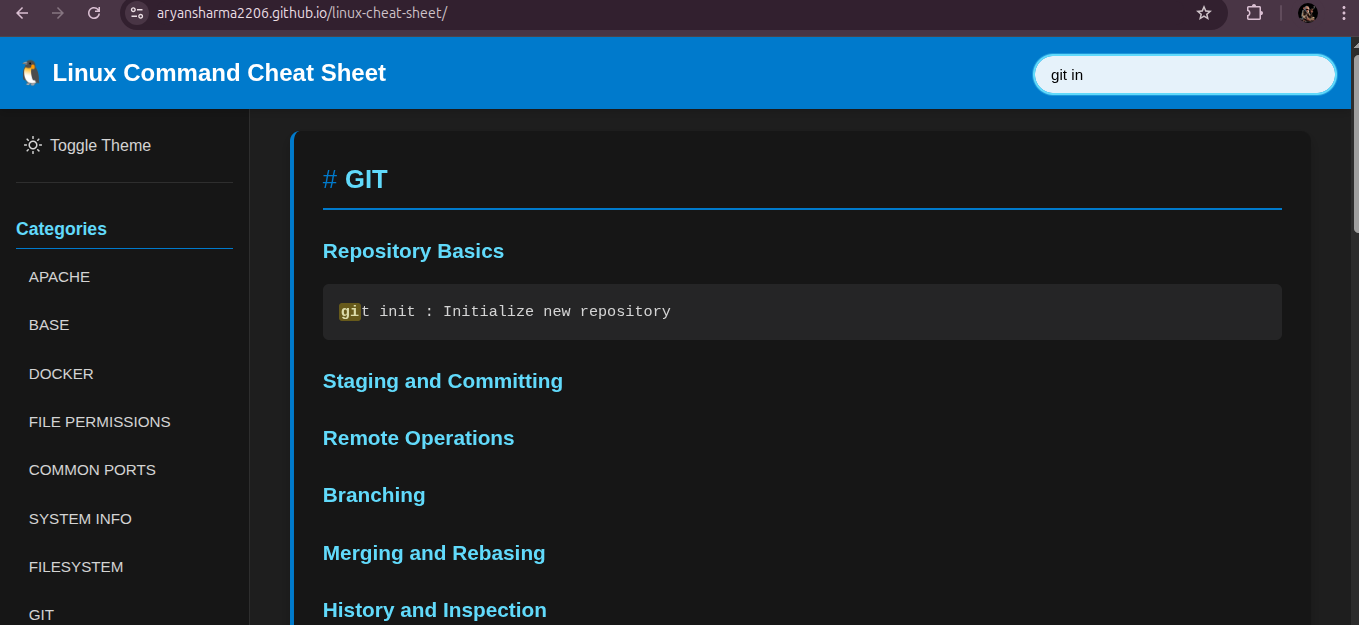 aryansharma2206.github.io/linux-cheat-sheet/
Linux Command Cheat Sheet
git in
Toggle Theme
Categories
APACHE
BASE
DOCKER
FILE PERMISSIONS
COMMON PORTS
SYSTEM INFO
FILESYSTEM
GIT
# GIT
Repository Basics
git init : Initialize new repository
Staging and Committing
Remote Operations
Branching
Merging and Rebasing
History and Inspection